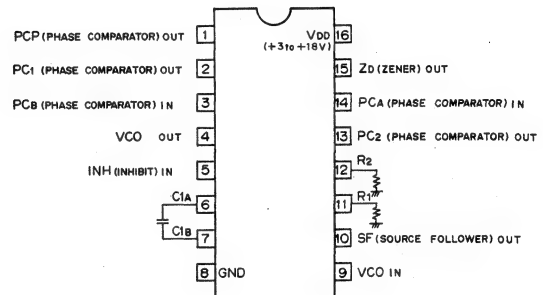 PCP (PHASE COMPARATOR) OUT 1
PC1 (PHASE COMPARATOR) OUT 2
PCB (PHASE COMPARATOR) IN 3
VCO OUT 4
INH (INHIBIT) IN 5
C1A 6
C1B 7
8 GND
VDD 16
(+3 TO +18V)
15 ZD (ZENER) OUT
14 PCA (PHASE COMPARATOR) IN
13 PC2 (PHASE COMPARATOR) OUT
12 R2
11 R1
10 SF (SOURCE FOLLOWER) OUT
9 VCO IN